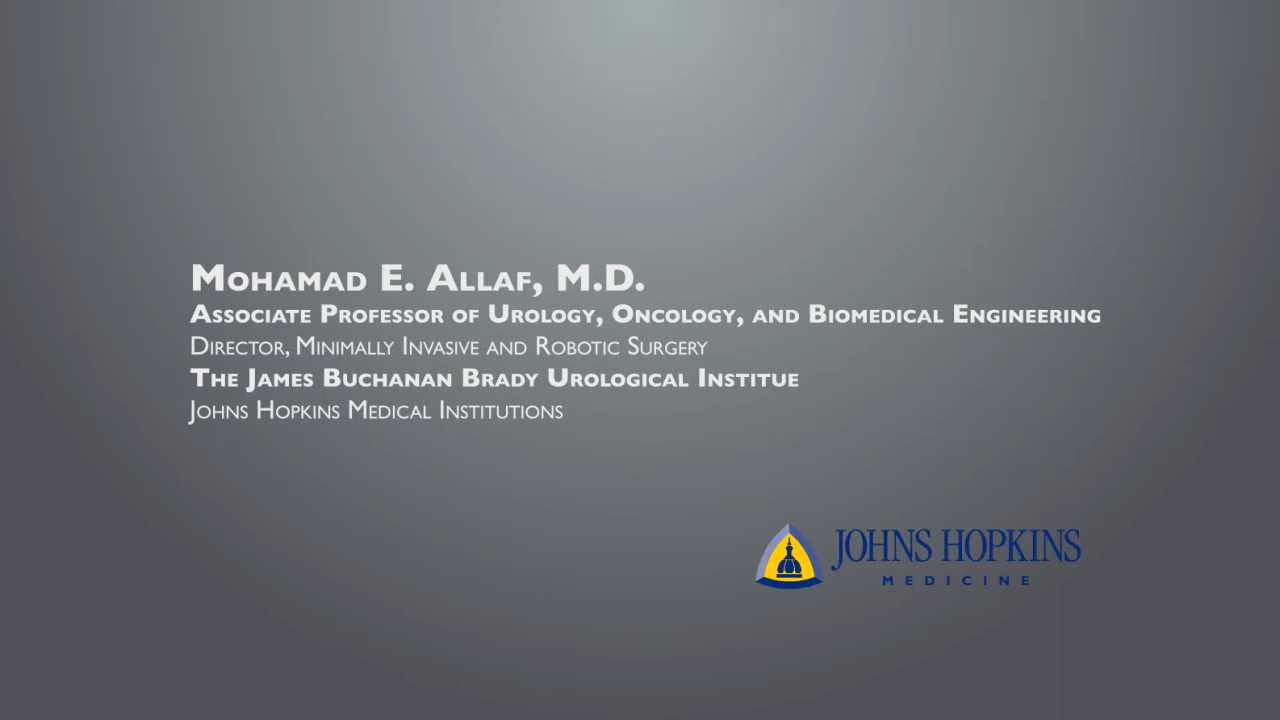 Mohamad E. Allaf, M.D.
Associate Professor of Urology, Oncology, and Biomedical Engineering
Director, Minimally Invasive and Robotic Surgery
The James Buchanan Brady Urological Institue
Johns Hopkins Medical Institutions
JOHNS HOPKINS
MEDICINE